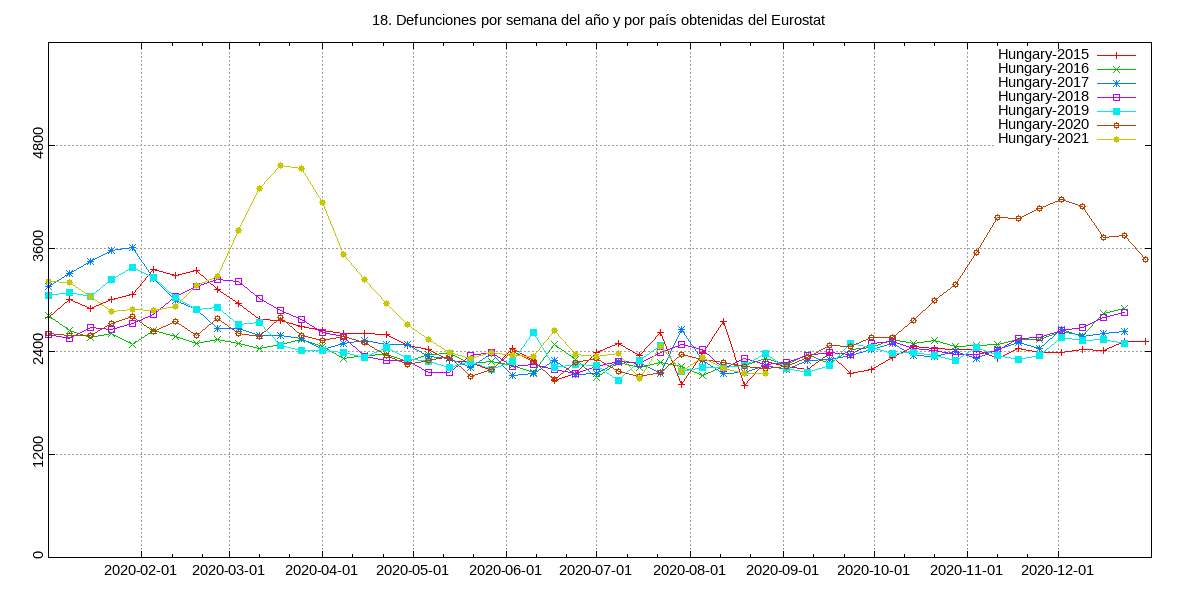 18. Defunciones por semana del año y por país obtenidas del Eurostat
Hungary-2015
Hungary-2016
Hungary-2017
Hungary-2018
Hungary-2019
Hungary-2020
Hungary-2021
4800
3600
2400
1200
0
2020-02-01 2020-03-01 2020-04-01 2020-05-01 2020-06-01 2020-07-01 2020-08-01 2020-09-01 2020-10-01 2020-11-01 2020-12-01